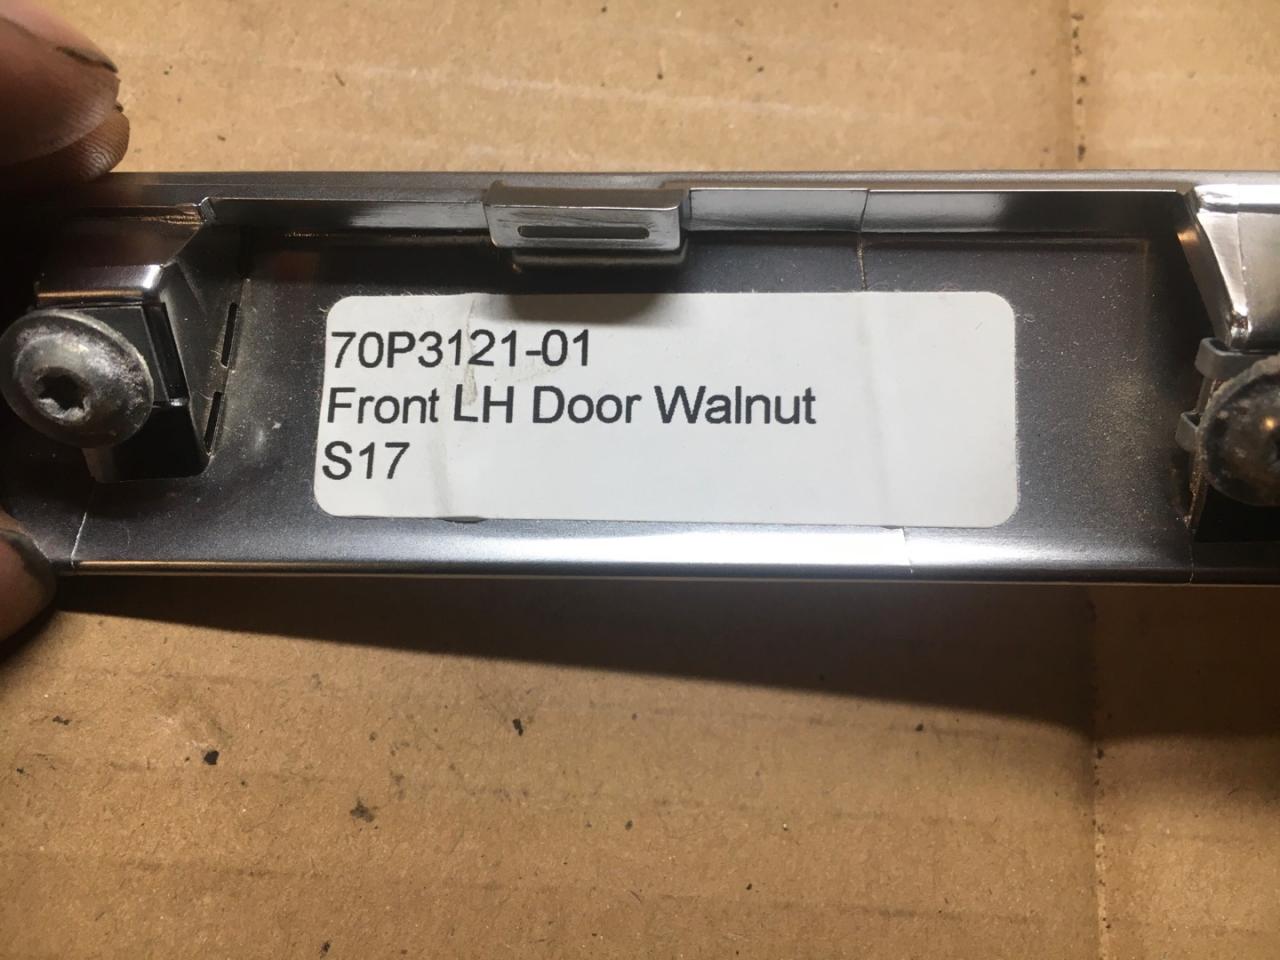 70P3121-01
Front LH Door Walnut
S17